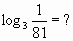 log₃ 1/81 = ?